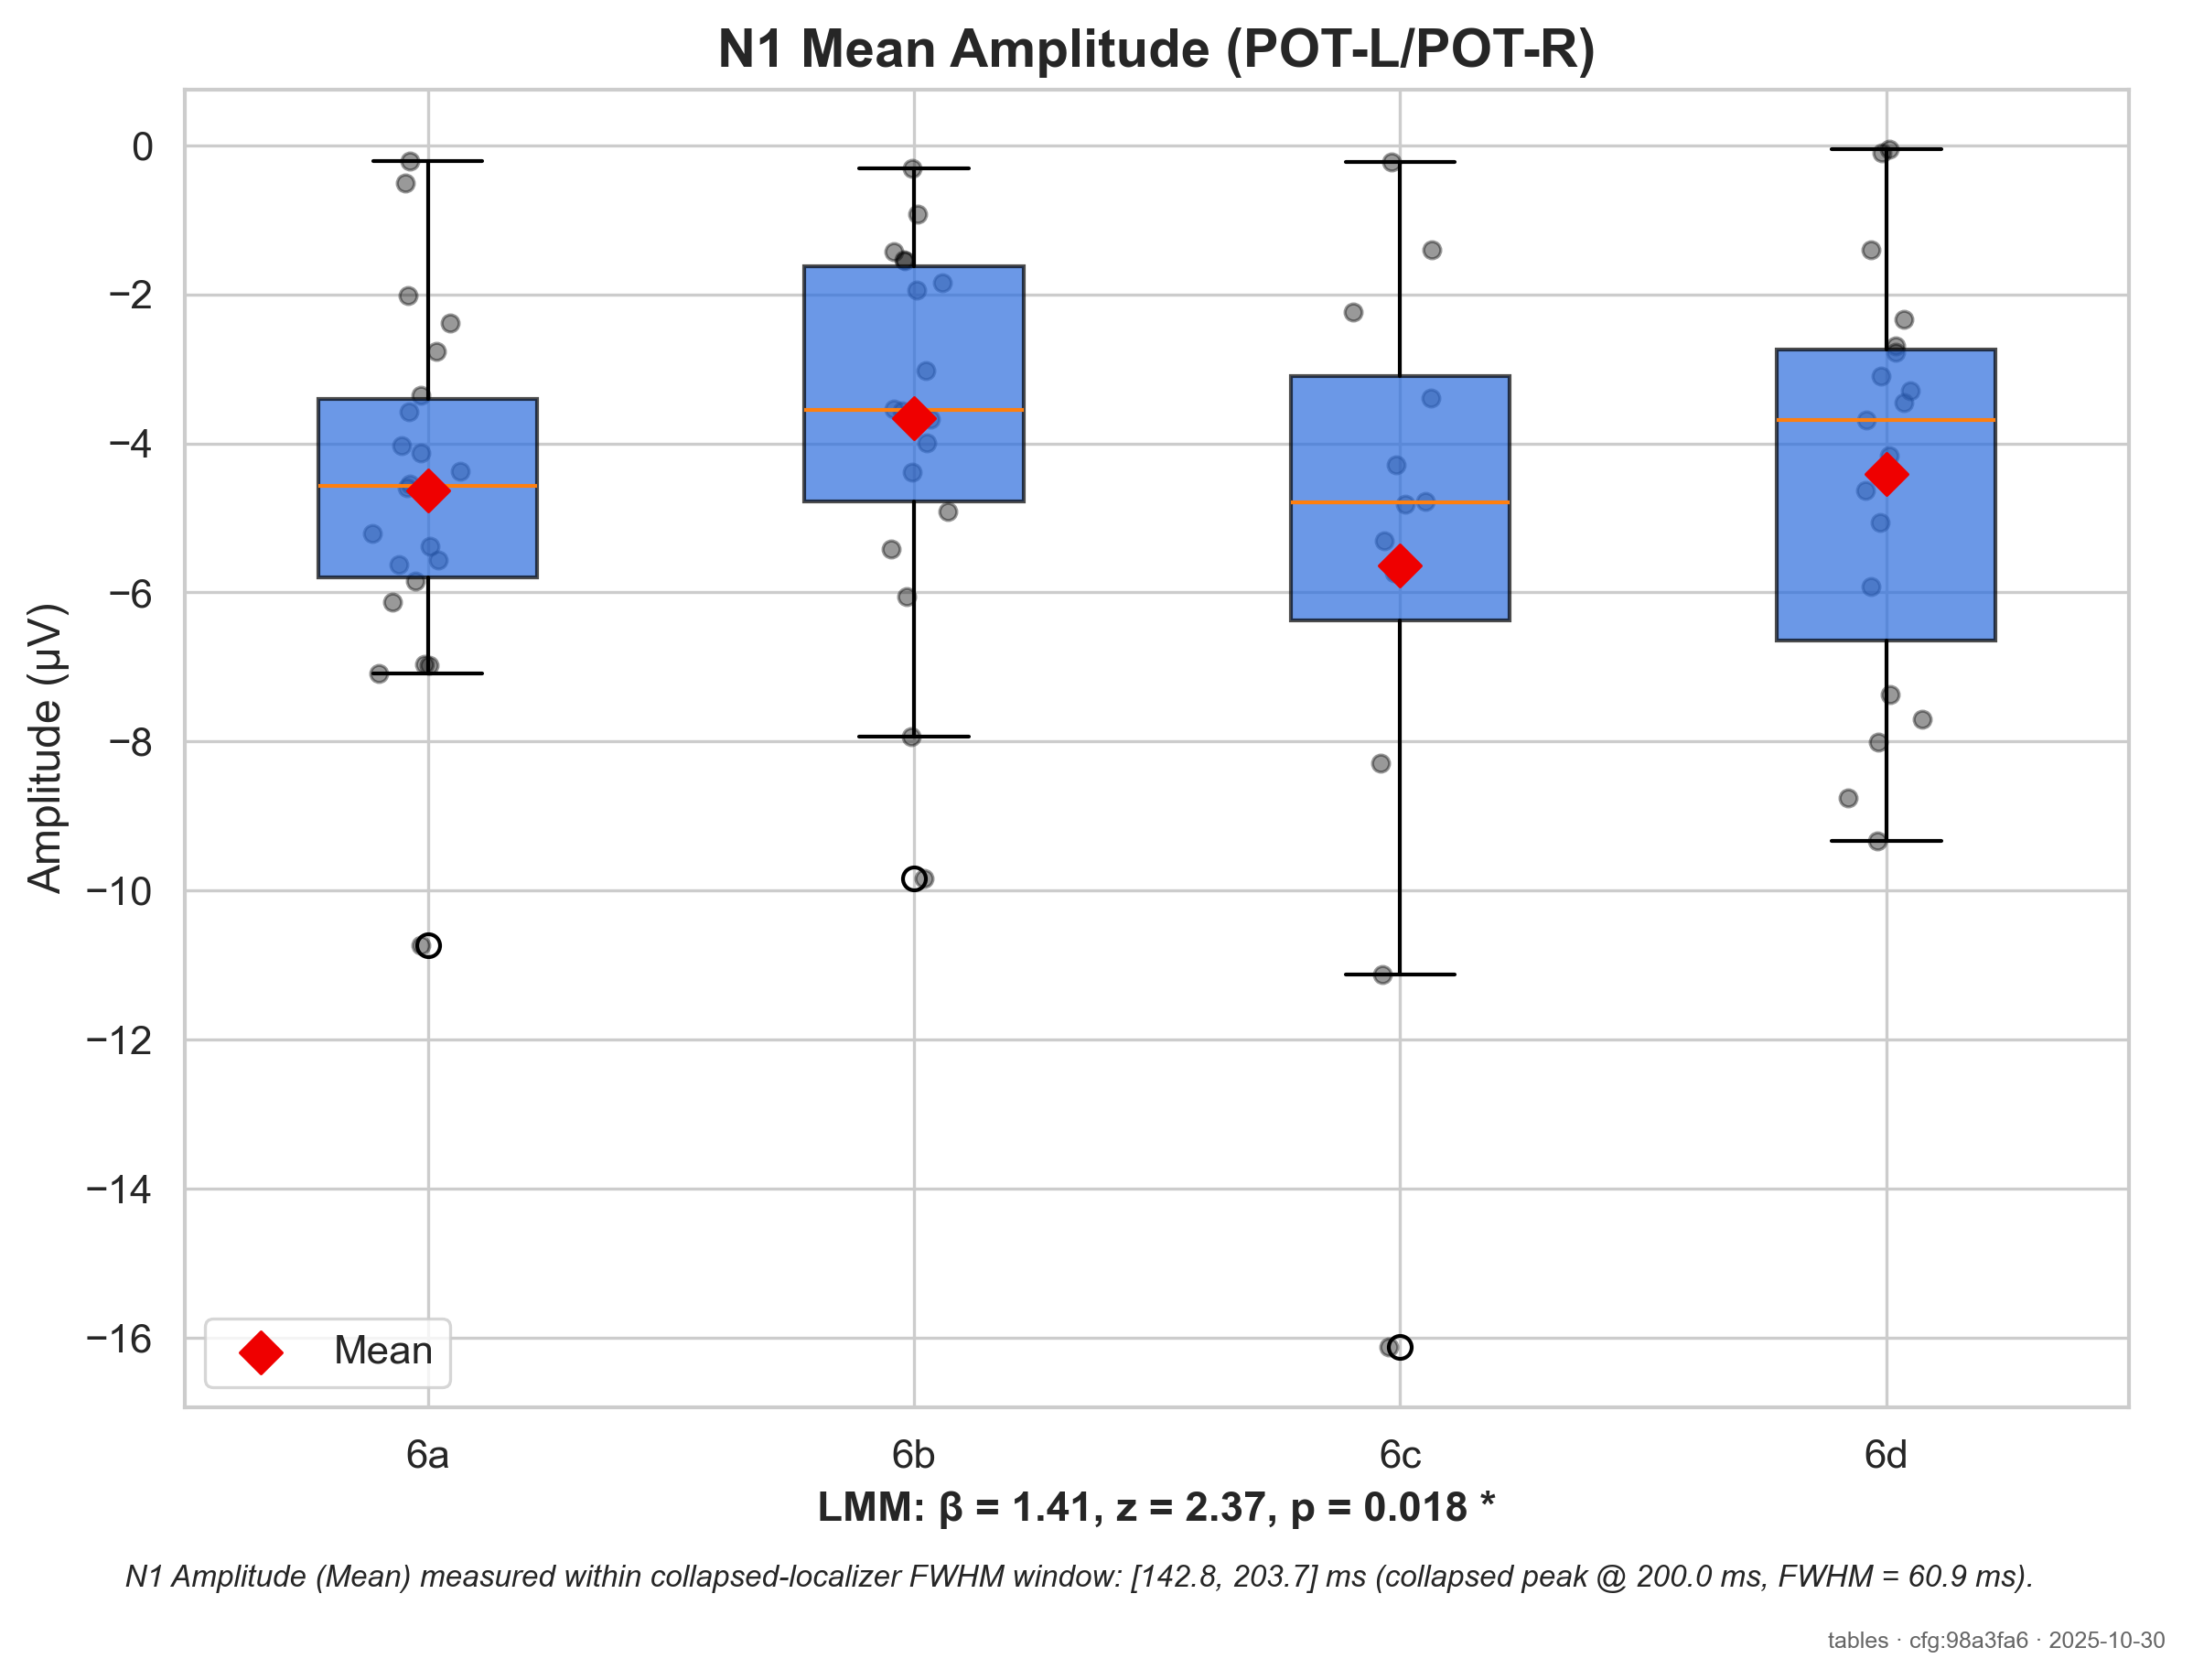 N1 Mean Amplitude (POT-L/POT-R)
Amplitude (µV)
0
−2
−4
−6
−8
−10
−12
−14
−16
Mean
6a 6b 6c 6d
LMM: β = 1.41, z = 2.37, p = 0.018 *
N1 Amplitude (Mean) measured within collapsed-localizer FWHM window: [142.8, 203.7] ms (collapsed peak @ 200.0 ms, FWHM = 60.9 ms).
tables · cfg:98a3fa6 · 2025-10-30